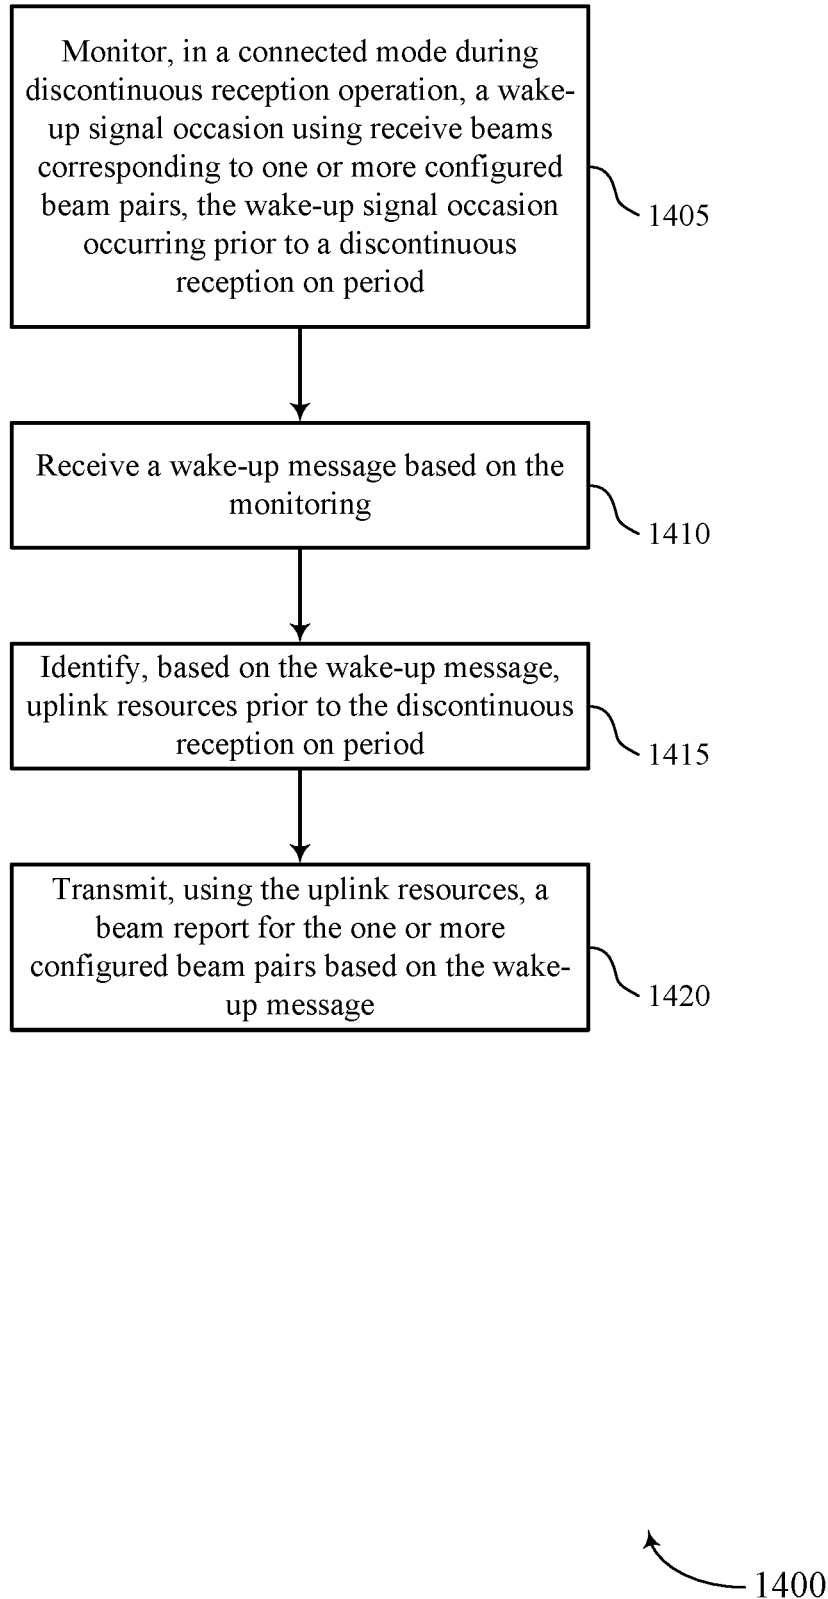 Monitor, in a connected mode during
discontinuous reception operation, a wake-
up signal occasion using receive beams
corresponding to one or more configured
beam pairs, the wake-up signal occasion
occurring prior to a discontinuous
reception on period
1405
Receive a wake-up message based on the
monitoring
1410
Identify, based on the wake-up message,
uplink resources prior to the discontinuous
reception on period
1415
Transmit, using the uplink resources, a
beam report for the one or more
configured beam pairs based on the wake-
up message
1420
1400